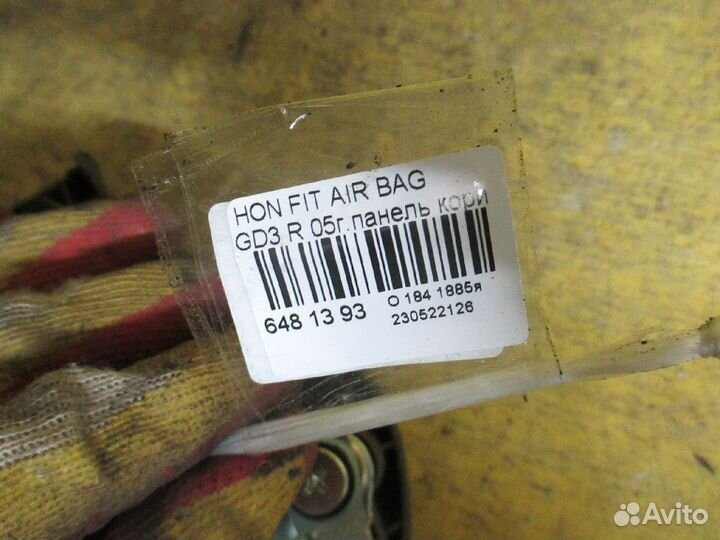 HON FIT AIR BAG
GD3 R 05г.панель кори
648 13 93
О 184 1885я
230522126
Avito